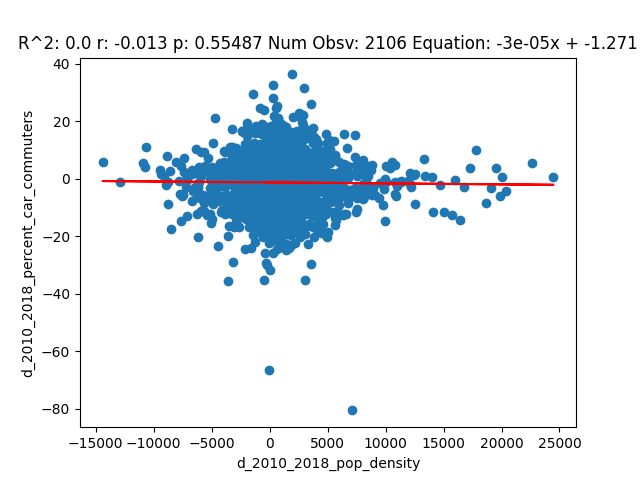 R^2: 0.0 r: -0.013 p: 0.55487 Num Obsv: 2106 Equation: -3e-05x + -1.271
40
20
0
−20
−40
−60
−80
d_2010_2018_percent_car_commuters
−15000 −10000 −5000 0 5000 10000 15000 20000 25000
d_2010_2018_pop_density